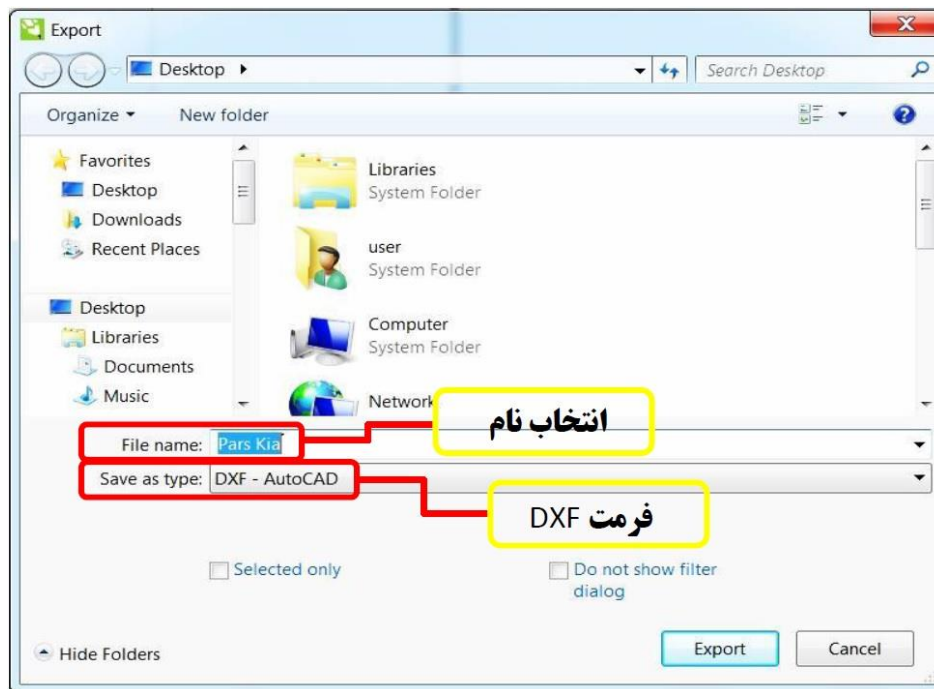 Export
Desktop
Search Desktop
Organize
New folder
Favorites
Desktop
Downloads
Recent Places
Desktop
Libraries
Documents
Music
Libraries
System Folder
user
System Folder
Computer
System Folder
Network
انتخاب نام
File name: Pars Kia
Save as type: DXF - AutoCAD
فرمت DXF
Selected only
Do not show filter
dialog
Hide Folders
Export
Cancel